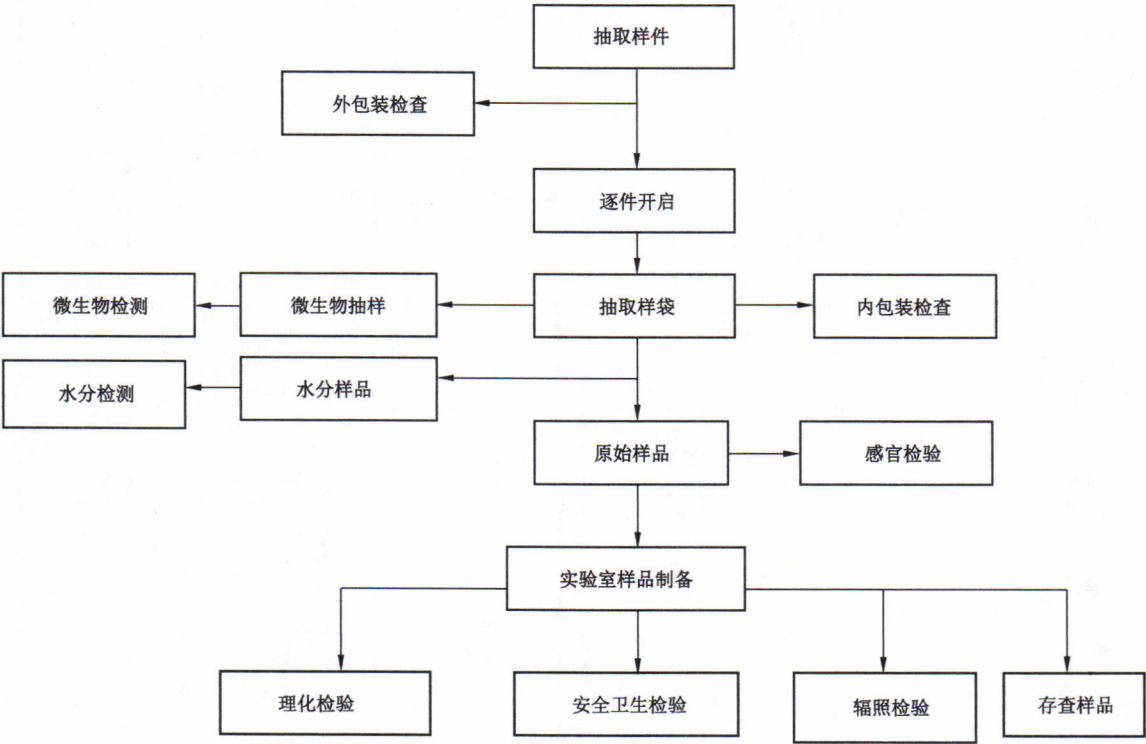 抽取样件
外包装检查
逐件开启
微生物检测
微生物抽样
抽取样袋
内包装检查
水分检测
水分样品
原始样品
感官检验
实验室样品制备
理化检验
安全卫生检验
辐照检验
存查样品